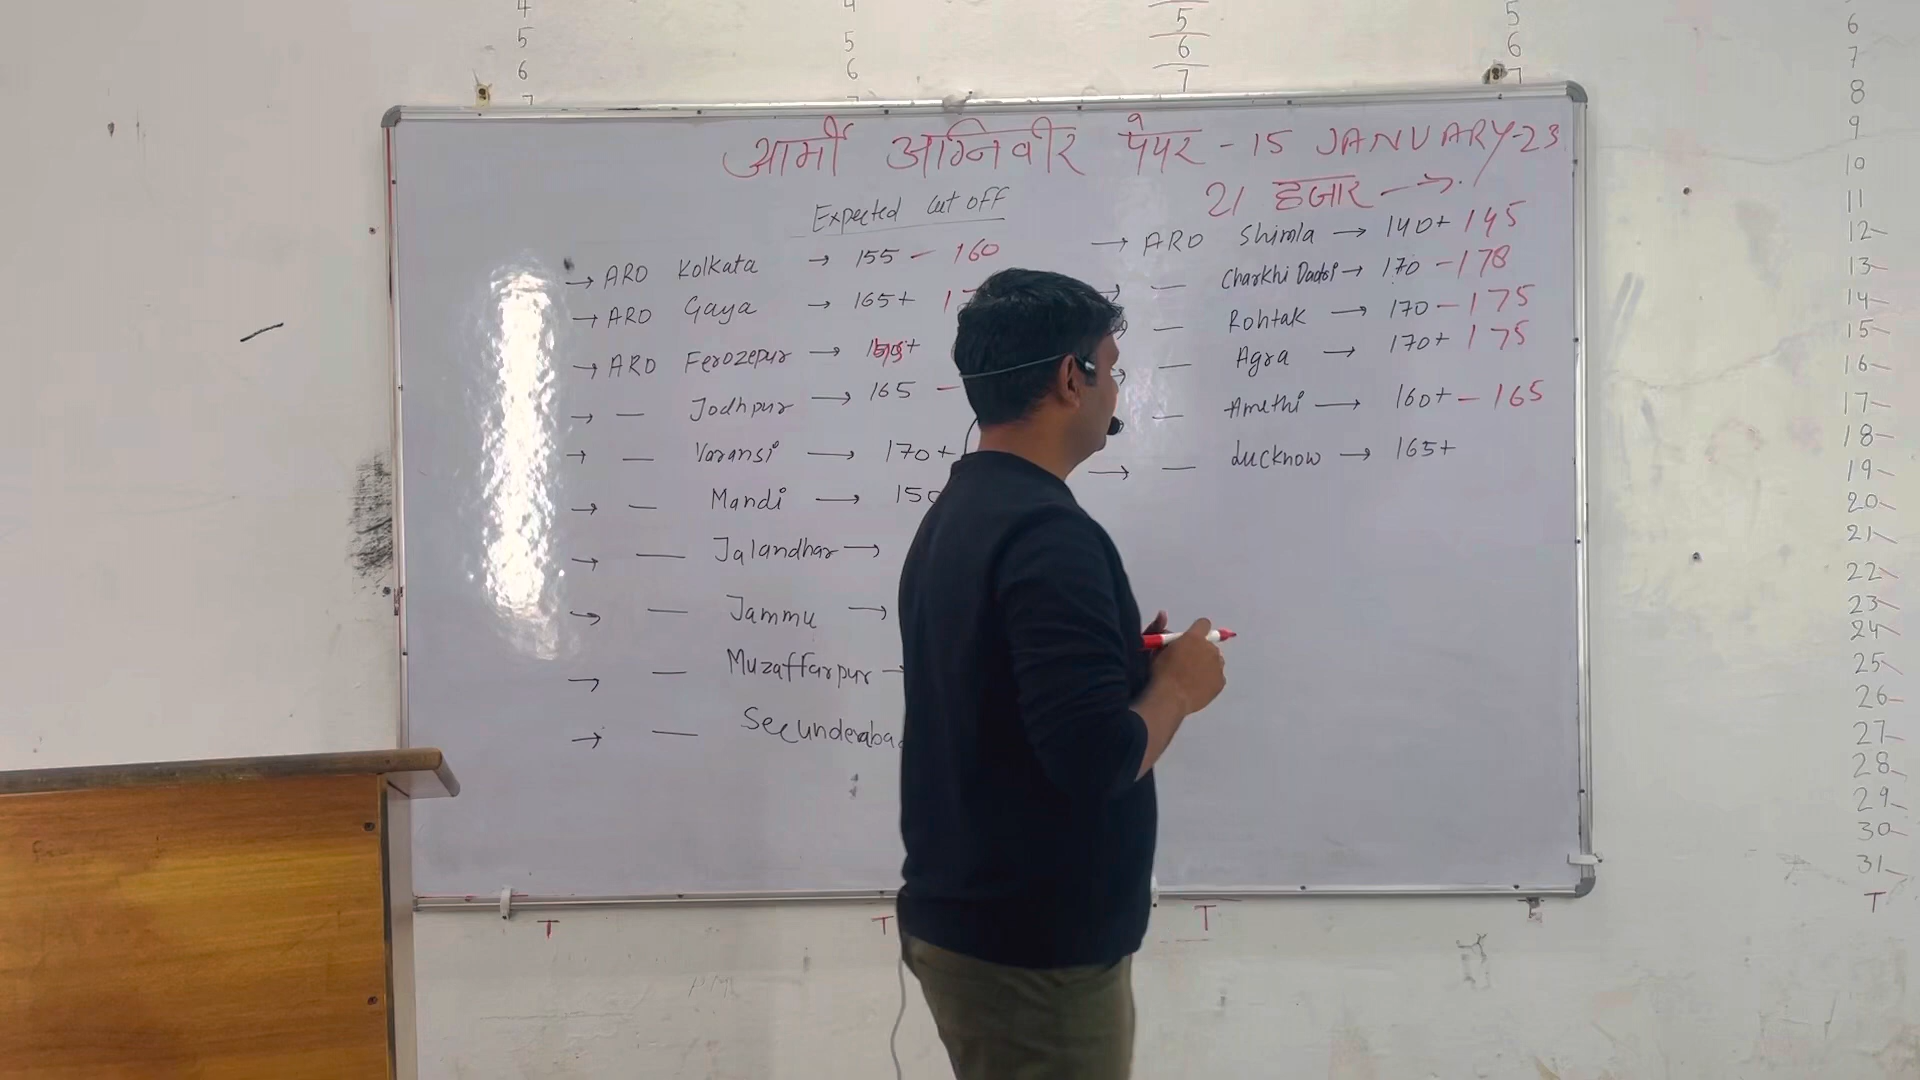 आर्मी अग्निवीर पेपर - 15 JANUARY-23
21 हजार →
Expected Cut off
→ ARO Kolkata → 155 - 160
→ ARO Gaya → 165+
→ ARO Ferozepur →
→ — Jodhpur → 165 -
→ — Varansi → 170+
→ — Mandi → 150
→ — Jalandhar →
→ — Jammu →
→ — Muzaffarpur →
→ — Secunderabad
→ ARO Shimla → 140+ 145
— Charkhi Dadri → 170 - 178
— Rohtak → 170 - 175
— Agra → 170+ 175
— Amethi → 160+ - 165
→ — Lucknow → 165+
4
5
6
7
4
5
6
5
6
7
5
6
7
6
7
8
9
10
11
12
13
14
15
16
17
18
19
20
21
22
23
24
25
26
27
28
29
30
31
T
T
T
T